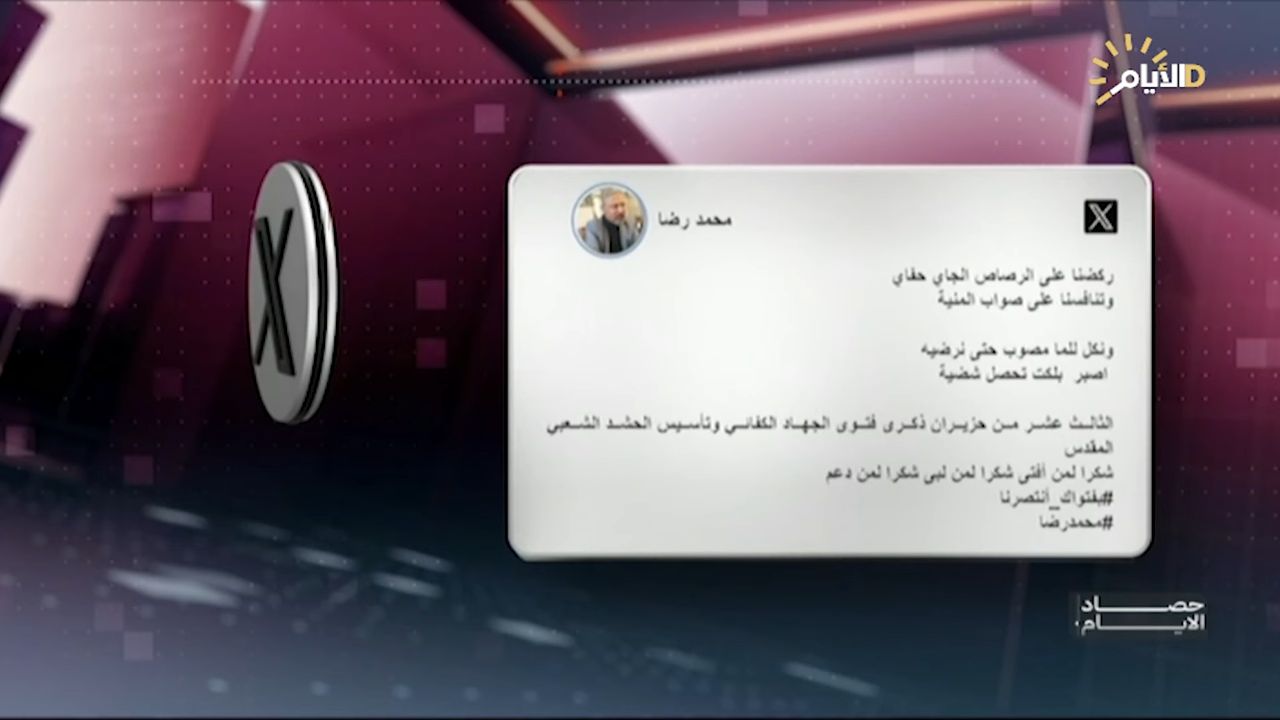 الأيام
محمد رضا
ركضنا على الرصاص الجاي حفاي
وتنافسنا على صواب المنية
ونكل للما مصوب حتى نرضيه
اصبر بلكت تحصل شضية
الثالث عشر من حزيران ذكرى فتوى الجهاد الكفائي وتأسيس الحشد الشعبي
المقدس
شكرا لمن أفتى شكرا لمن لبى شكرا لمن دعم
#بفتواك_أنتصرنا
#محمدرضا
حصاد
الايام